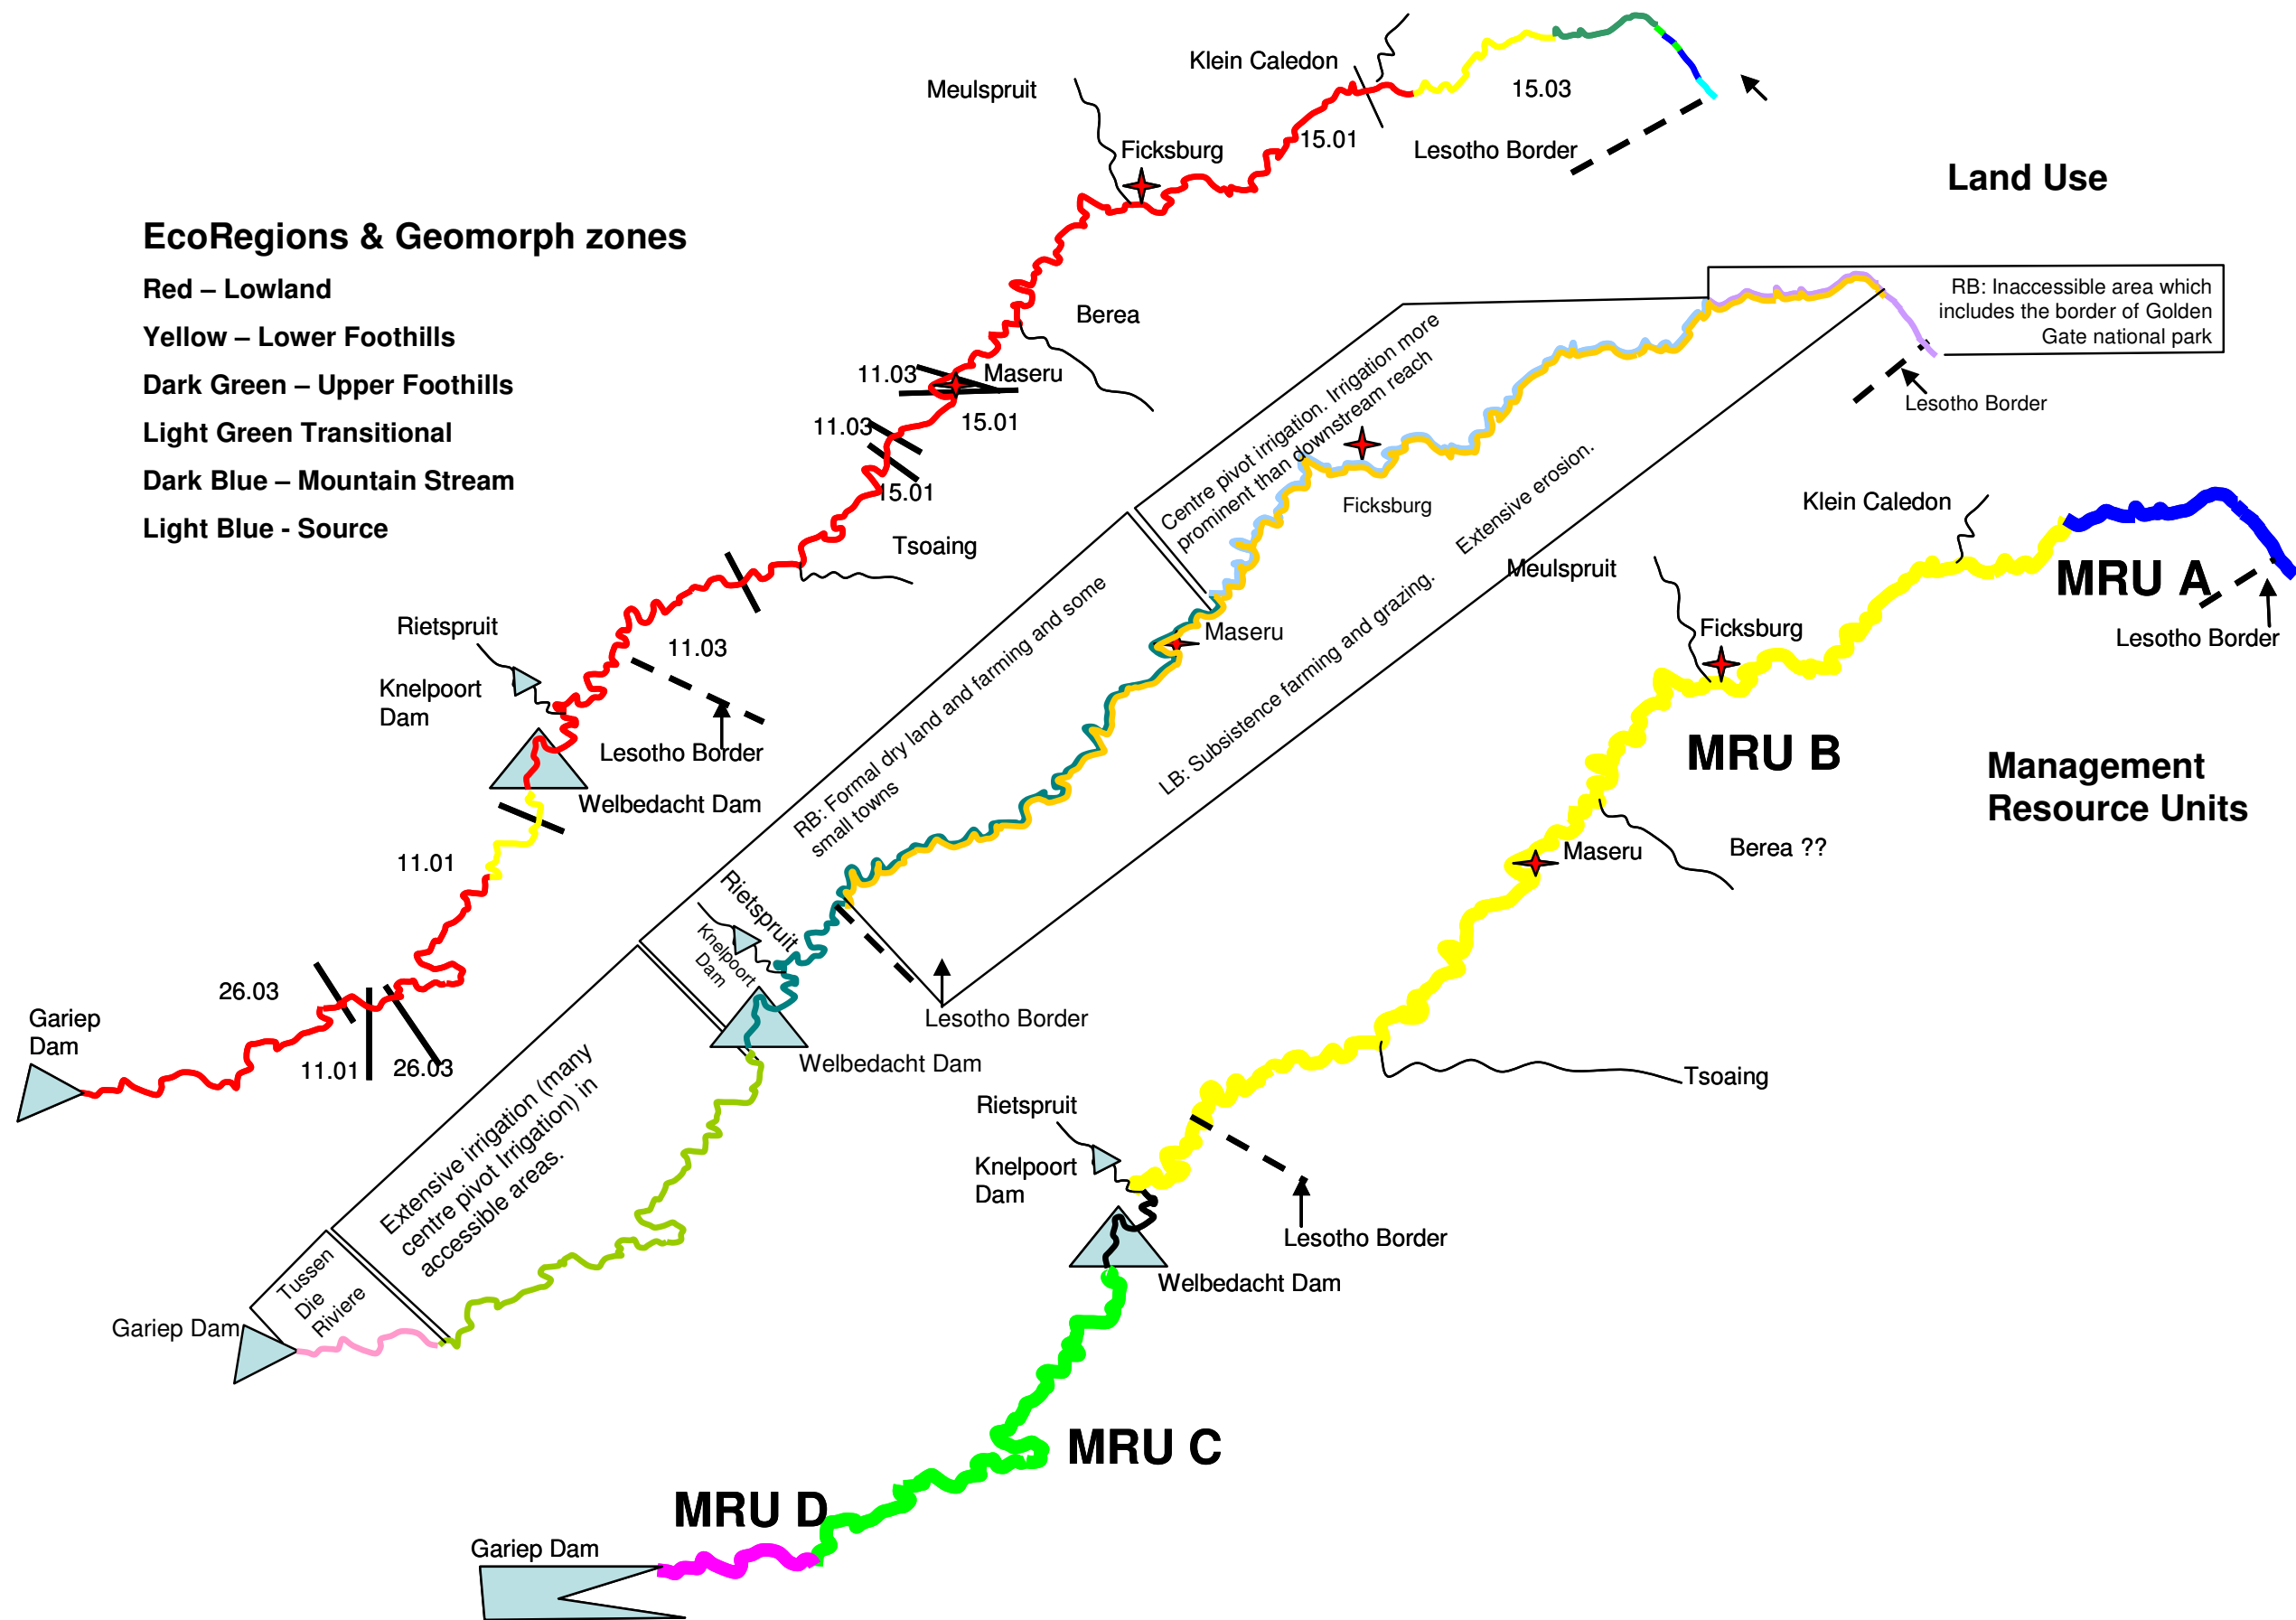 EcoRegions & Geomorph zones
Red – Lowland
Yellow – Lower Foothills
Dark Green – Upper Foothills
Light Green Transitional
Dark Blue – Mountain Stream
Light Blue - Source
Klein Caledon
Meulspruit
15.03
15.01
Lesotho Border
Ficksburg
Berea
11.03
Maseru
11.03
15.01
15.01
Tsoaing
Rietspruit
11.03
Knelpoort
Dam
Lesotho Border
Welbedacht Dam
11.01
26.03
Gariep
Dam
11.01
26.03
Land Use
RB: Inaccessible area which
includes the border of Golden
Gate national park
Lesotho Border
Centre pivot irrigation. Irrigation more
prominent than downstream reach
Ficksburg
Extensive erosion.
Maseru
RB: Formal dry land and farming and some
small towns
LB: Subsistence farming and grazing.
Rietspruit
Knelpoort
Dam
Lesotho Border
Welbedacht Dam
Extensive irrigation (many
centre pivot Irrigation) in
accessible areas.
Tussen
Die
Riviere
Gariep Dam
Klein Caledon
MRU A
Meulspruit
Lesotho Border
Ficksburg
MRU B
Management
Resource Units
Maseru
Berea ??
Tsoaing
Rietspruit
Knelpoort
Dam
Lesotho Border
Welbedacht Dam
MRU C
MRU D
Gariep Dam